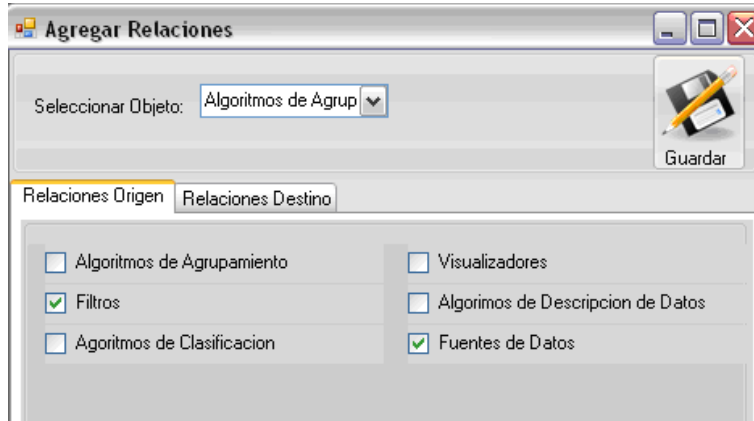 Agregar Relaciones
Seleccionar Objeto: Algoritmos de Agrup
Guardar
Relaciones Origen Relaciones Destino
Algoritmos de Agrupamiento Visualizadores
Filtros Algorimos de Descripcion de Datos
Agoritmos de Clasificacion Fuentes de Datos